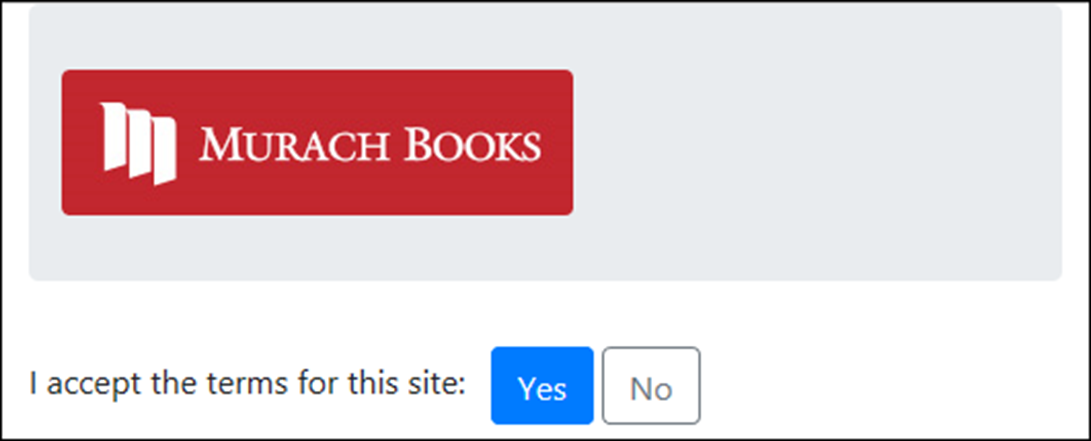 MURACH BOOKS
I accept the terms for this site: Yes No